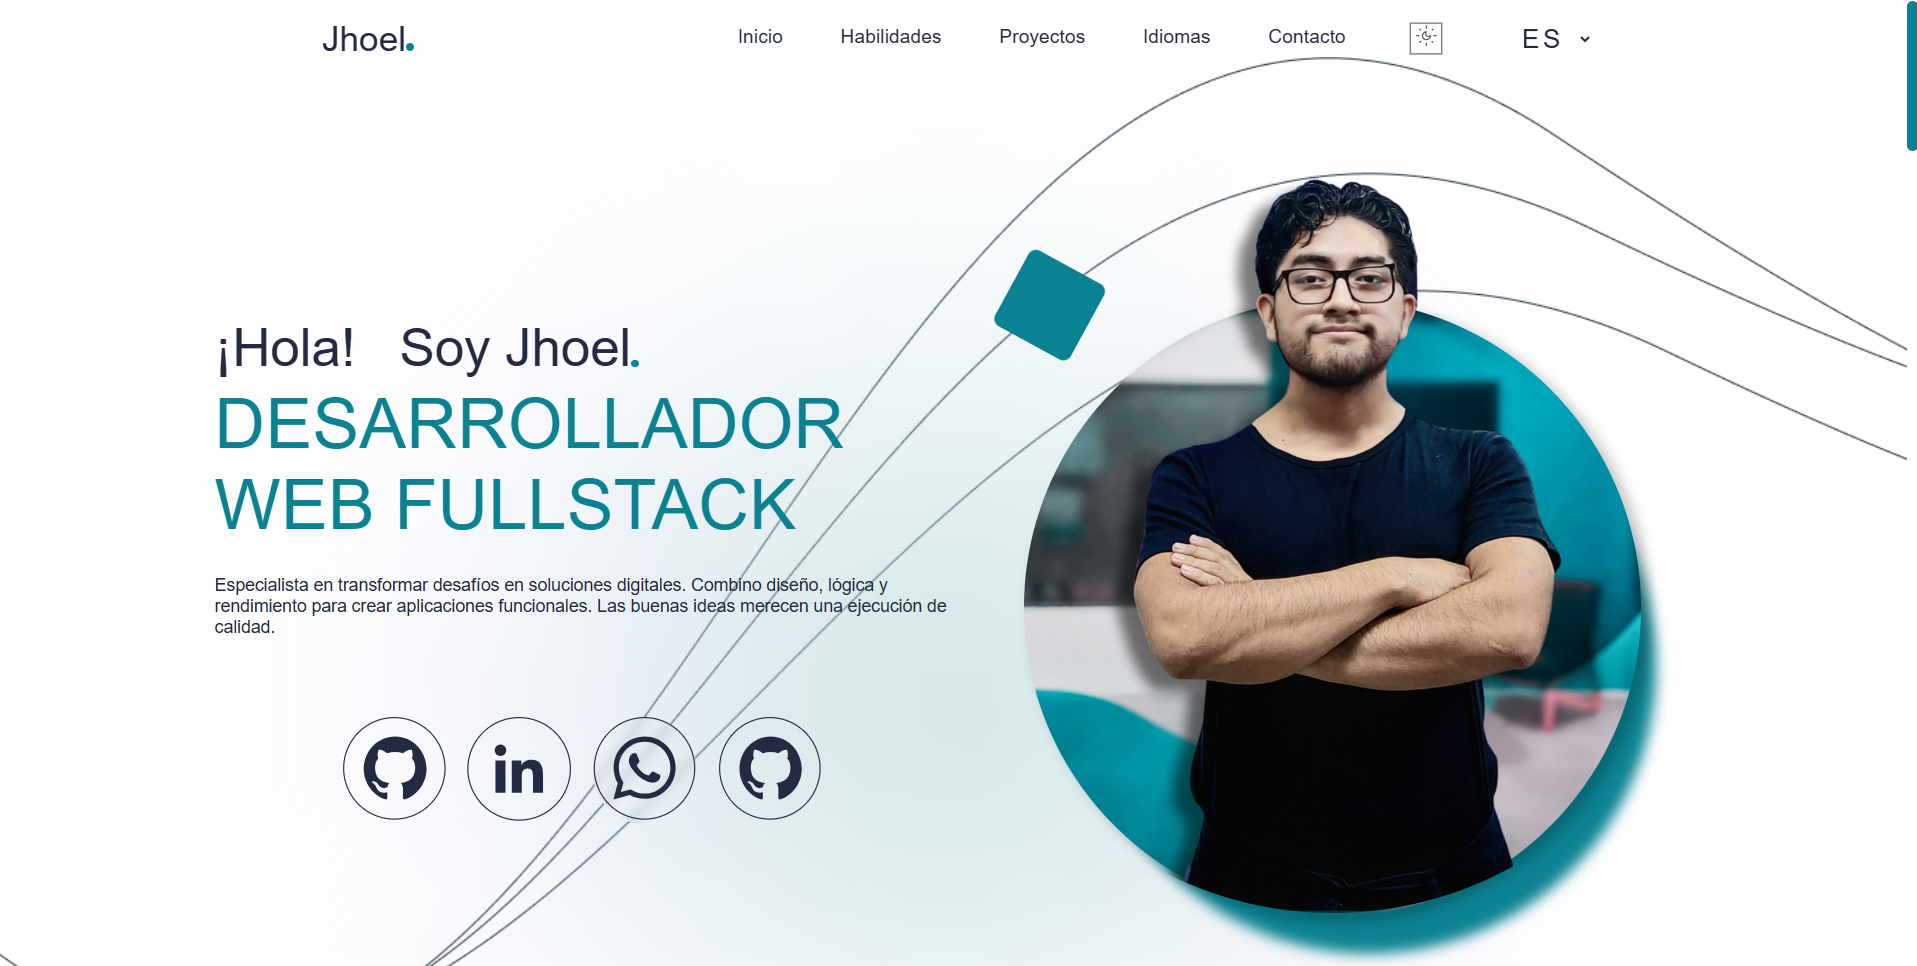 Jhoel.
Inicio Habilidades Proyectos Idiomas Contacto ES
¡Hola! Soy Jhoel.
DESARROLLADOR
WEB FULLSTACK
Especialista en transformar desafíos en soluciones digitales. Combino diseño, lógica y
rendimiento para crear aplicaciones funcionales. Las buenas ideas merecen una ejecución de
calidad.
in